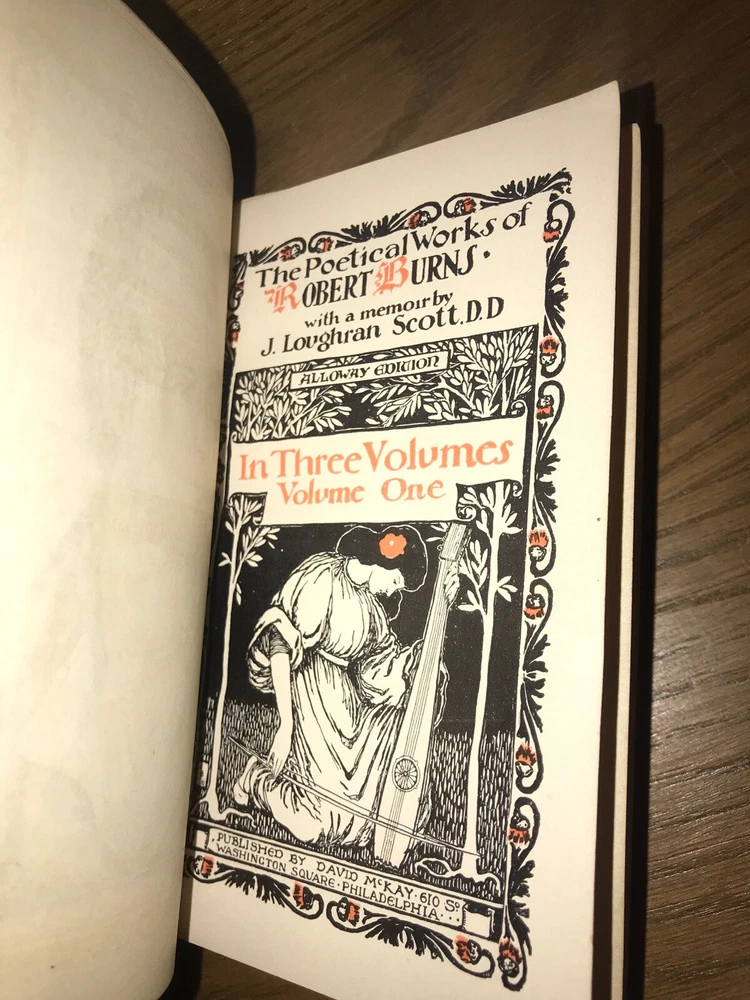 The Poetical Works of
ROBERT BURNS.
with a memoir by
J. Loughran Scott, D.D
ALLOWAY EDITION
In Three Volumes
Volume One
PUBLISHED BY DAVID McKAY · 610 So
WASHINGTON SQUARE · PHILADELPHIA · · ·